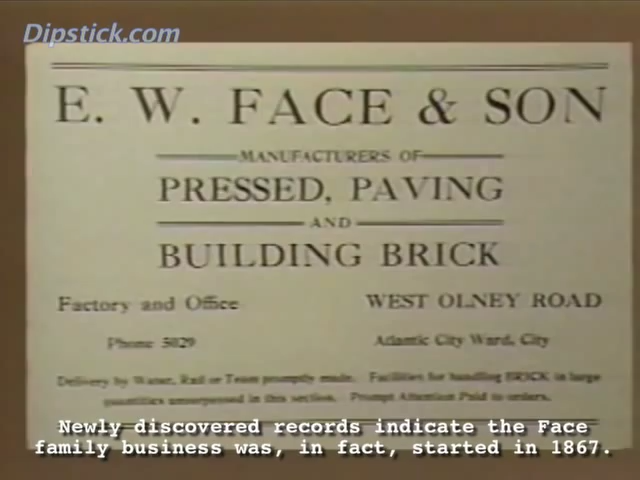 Dipstick.com
E. W. FACE & SON
MANUFACTURERS OF
PRESSED, PAVING
AND
BUILDING BRICK
Factory and Office
WEST OLNEY ROAD
Phone 5029
Atlantic City Ward, City
Delivery by Water, Rail or Team promptly made. Facilities for handling BRICK in large
quantities unsurpassed in this section. Prompt Attention Paid to orders.
Newly discovered records indicate the Face
family business was, in fact, started in 1867.